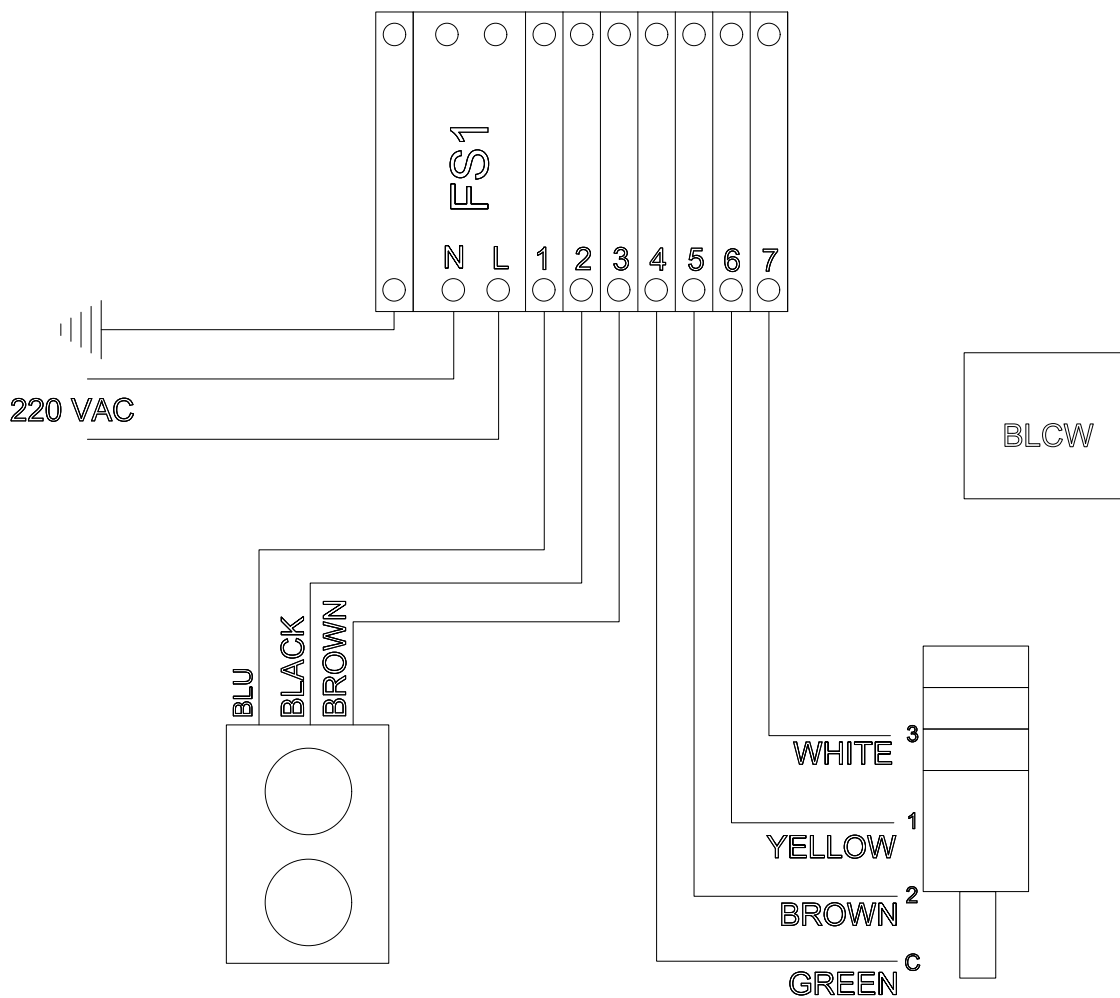 FS1
N L 1 2 3 4 5 6 7
220 VAC
BLCW
BLU
BLACK
BROWN
3
WHITE
1
YELLOW
2
BROWN
C
GREEN